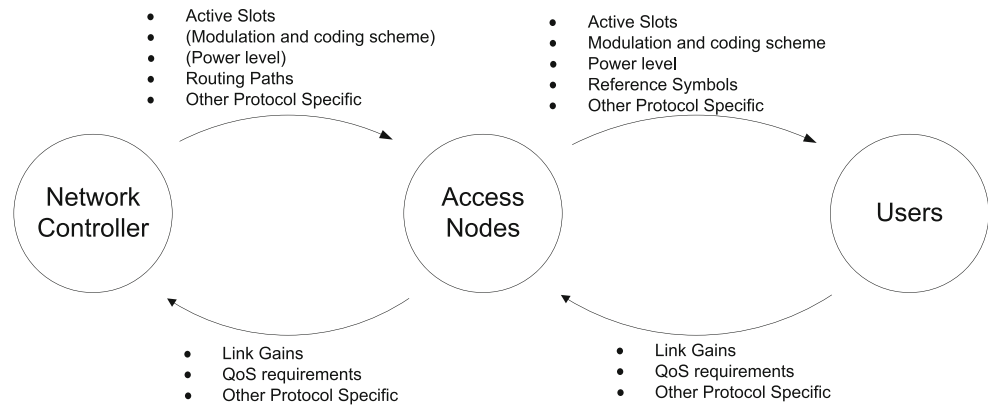 • Active Slots
• (Modulation and coding scheme)
• (Power level)
• Routing Paths
• Other Protocol Specific
• Active Slots
• Modulation and coding scheme
• Power level
• Reference Symbols
• Other Protocol Specific
Network
Controller
Access
Nodes
Users
• Link Gains
• QoS requirements
• Other Protocol Specific
• Link Gains
• QoS requirements
• Other Protocol Specific